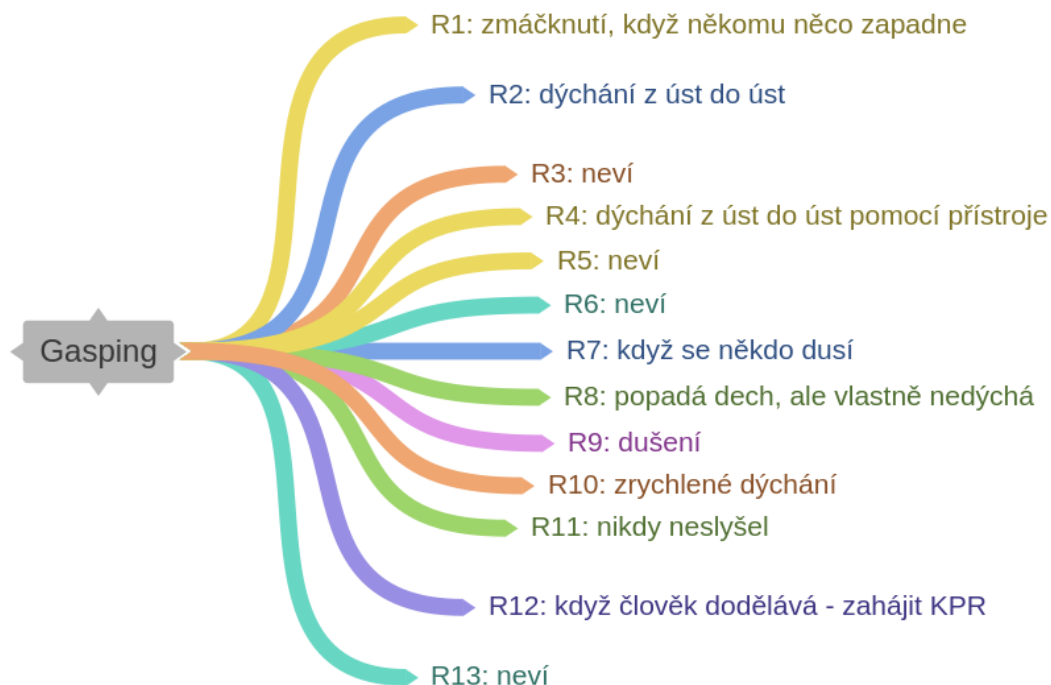 R1: zmáčknutí, když někomu něco zapadne
R2: dýchání z úst do úst
R3: neví
R4: dýchání z úst do úst pomocí přístroje
R5: neví
R6: neví
Gasping
R7: když se někdo dusí
R8: popadá dech, ale vlastně nedýchá
R9: dušení
R10: zrychlené dýchání
R11: nikdy neslyšel
R12: když člověk dodělává - zahájit KPR
R13: neví